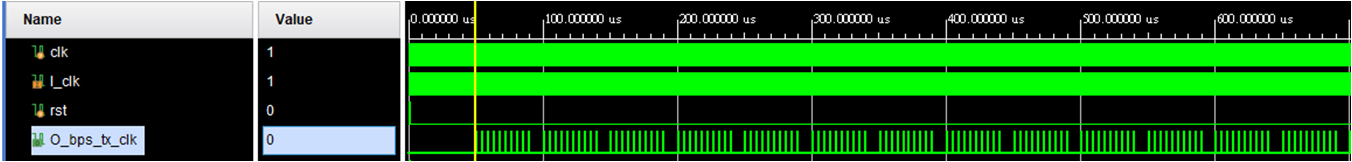 Name Value 0.000000 us 100.000000 us 200.000000 us 300.000000 us 400.000000 us 500.000000 us 600.000000 us
clk 1
I_clk 1
rst 0
O_bps_tx_clk 0